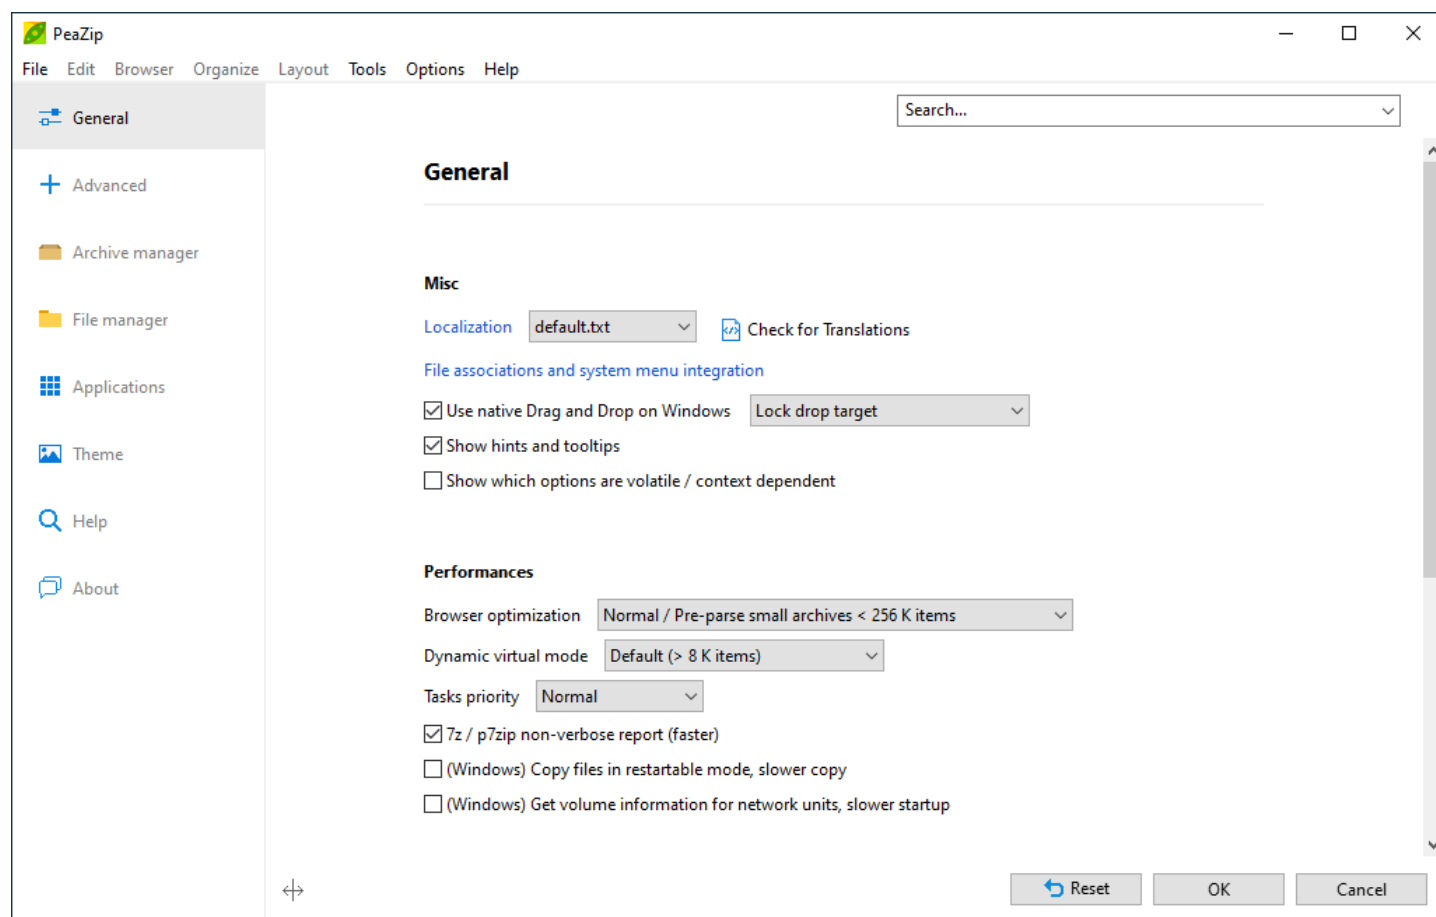 PeaZip
File Edit Browser Organize Layout Tools Options Help
General
Advanced
Archive manager
File manager
Applications
Theme
Help
About
Search...
General
Misc
Localization default.txt Check for Translations
File associations and system menu integration
Use native Drag and Drop on Windows Lock drop target
Show hints and tooltips
Show which options are volatile / context dependent
Performances
Browser optimization Normal / Pre-parse small archives < 256 K items
Dynamic virtual mode Default (> 8 K items)
Tasks priority Normal
7z / p7zip non-verbose report (faster)
(Windows) Copy files in restartable mode, slower copy
(Windows) Get volume information for network units, slower startup
Reset OK Cancel